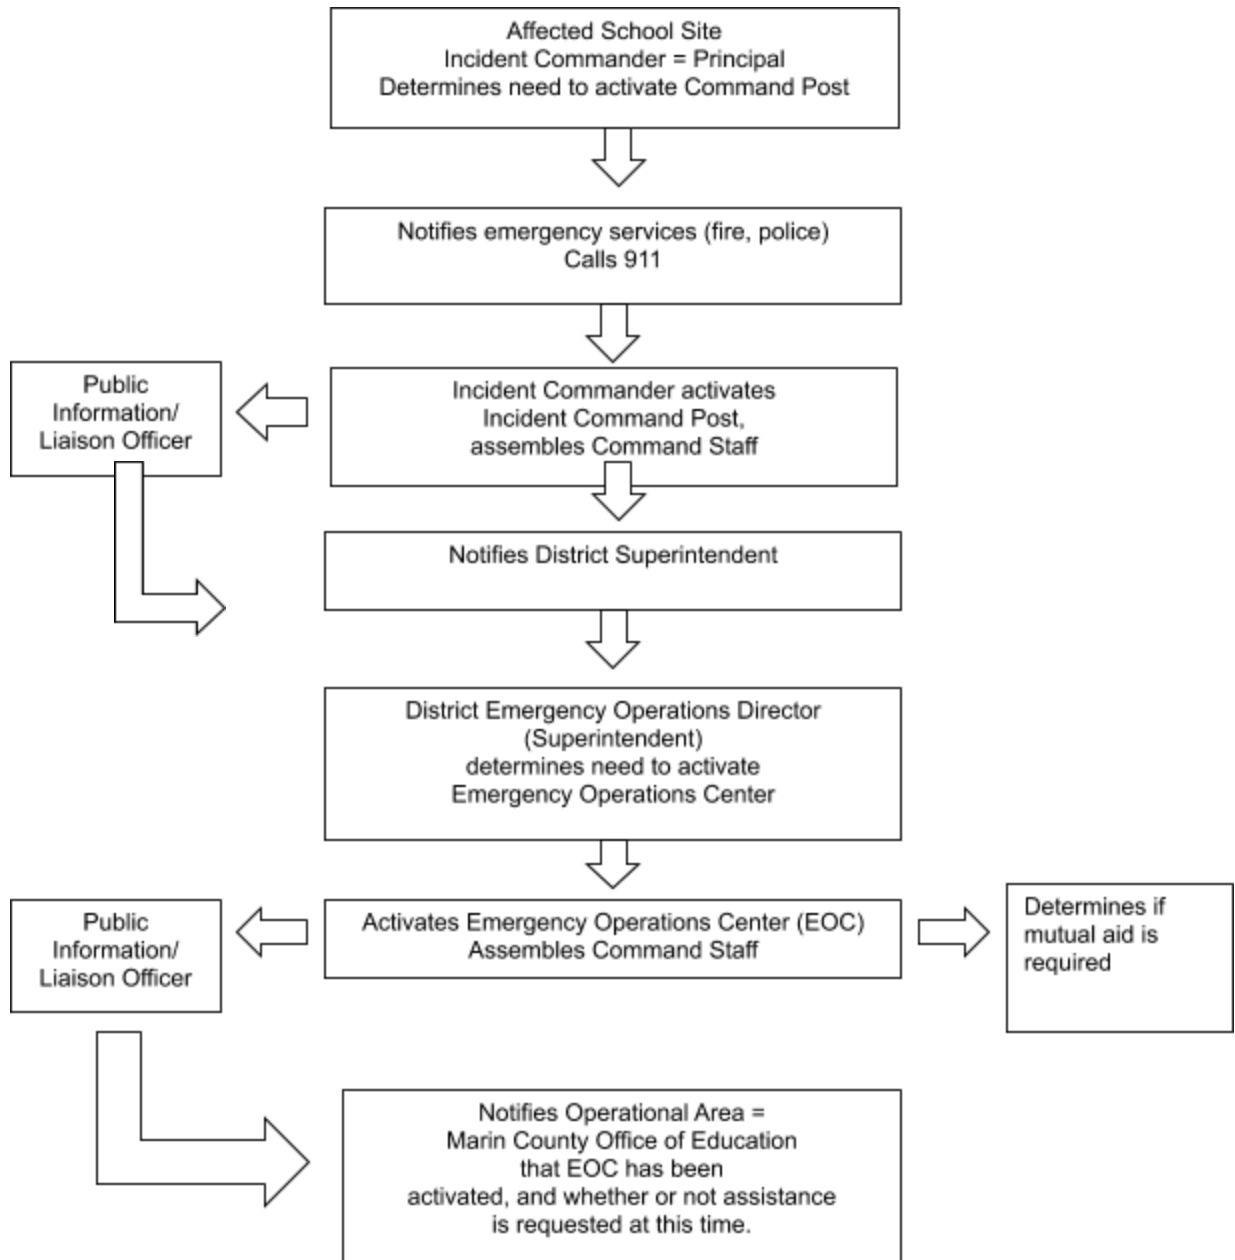 Affected School Site
Incident Commander = Principal
Determines need to activate Command Post
Notifies emergency services (fire, police)
Calls 911
Public
Information/
Liaison Officer
Incident Commander activates
Incident Command Post,
assembles Command Staff
Notifies District Superintendent
District Emergency Operations Director
(Superintendent)
determines need to activate
Emergency Operations Center
Public
Information/
Liaison Officer
Activates Emergency Operations Center (EOC)
Assembles Command Staff
Determines if
mutual aid is
required
Notifies Operational Area =
Marin County Office of Education
that EOC has been
activated, and whether or not assistance
is requested at this time.